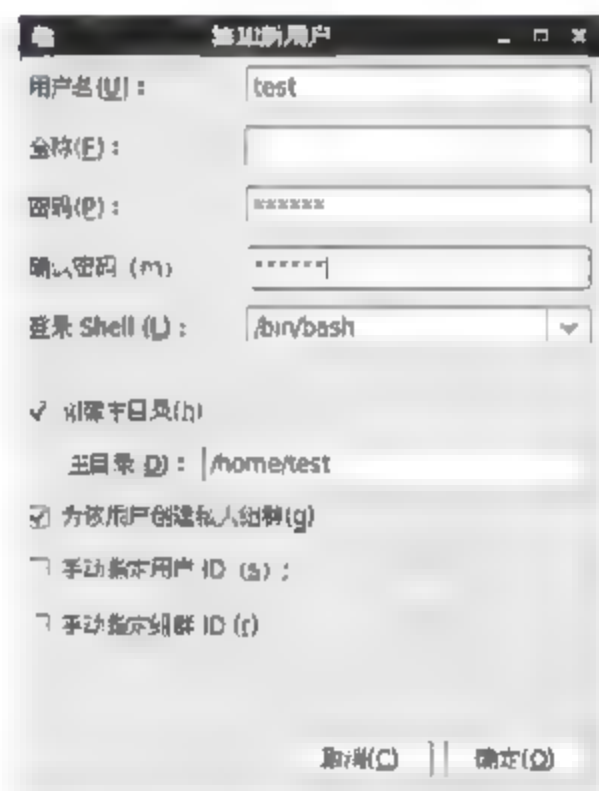 添加新用户
用户名(U)：
test
全称(F)：
密码(P)：
******
确认密码 (m)
******
登录 Shell (L)：
/bin/bash
创建主目录(h)
主目录 D)：
/home/test
为该用户创建私人组群(g)
手动指定用户 ID (s)：
手动指定组群 ID (r)
取消(C)
确定(O)